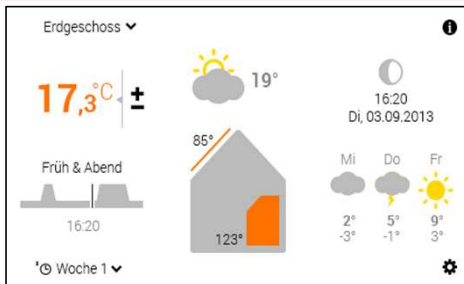 Erdgeschoss
17,3°C ±
Früh & Abend
16:20
Woche 1
19°
85°
123°
16:20
Di, 03.09.2013
Mi Do Fr
2° 5° 9°
-3° -1° 3°